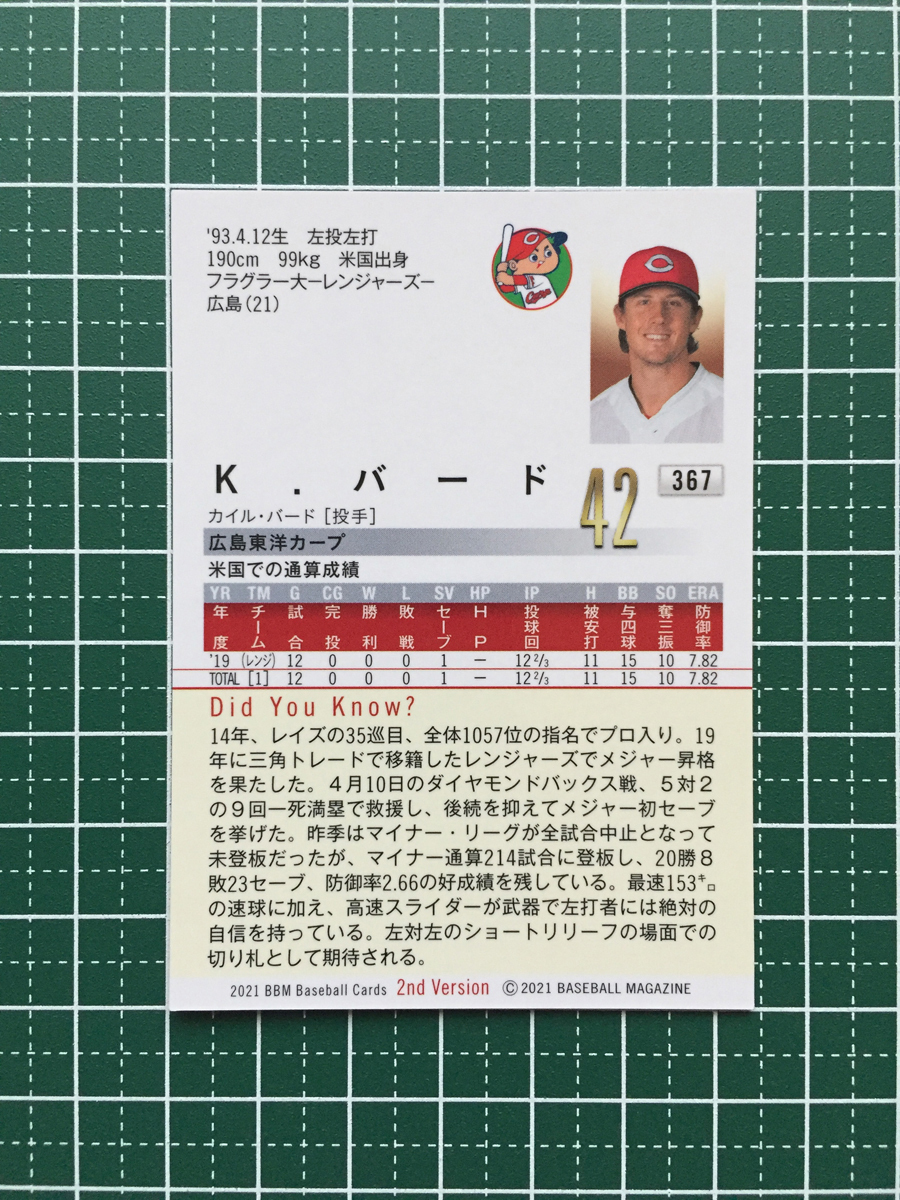 '93.4.12生 左投左打
190cm 99kg 米国出身
フラグラー大ーレンジャーズー
広島(21)
C
Carp
C
K . バード
42
367
カイル・バード [投手]
広島東洋カープ
米国での通算成績
YR TM G CG W L SV HP IP H BB SO ERA
年度 チーム 試合 完投 勝利 敗戦 セーブ HP 投球回 被安打 与四球 奪三振 防御率
'19 (レンジ) 12 0 0 0 1 － 12 2/3 11 15 10 7.82
TOTAL [1] 12 0 0 0 1 － 12 2/3 11 15 10 7.82
Did You Know?
14年、レイズの35巡目、全体1057位の指名でプロ入り。19
年に三角トレードで移籍したレンジャーズでメジャー昇格
を果たした。4月10日のダイヤモンドバックス戦、5対2
の9回一死満塁で救援し、後続を抑えてメジャー初セーブ
を挙げた。昨季はマイナー・リーグが全試合中止となって
未登板だったが、マイナー通算214試合に登板し、20勝8
敗23セーブ、防御率2.66の好成績を残している。最速153㌔
の速球に加え、高速スライダーが武器で左打者には絶対の
自信を持っている。左対左のショートリリーフの場面での
切り札として期待される。
2021 BBM Baseball Cards 2nd Version ©2021 BASEBALL MAGAZINE